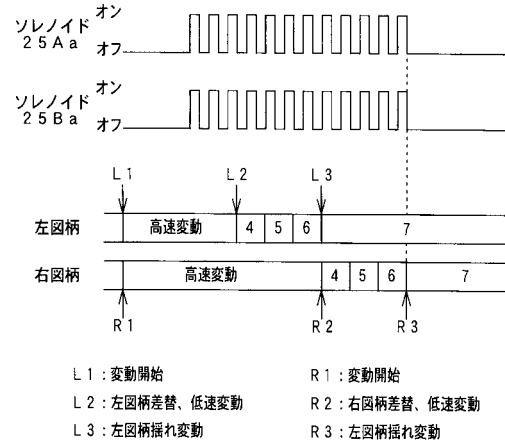 ソレノイド 25Aa オン
オフ
ソレノイド 25Ba オン
オフ
L1 L2 L3
左図柄 高速変動 4 5 6 7
右図柄 高速変動 4 5 6 7
R1 R2 R3
L1:変動開始 R1:変動開始
L2:左図柄差替、低速変動 R2:右図柄差替、低速変動
L3:左図柄揺れ変動 R3:左図柄揺れ変動